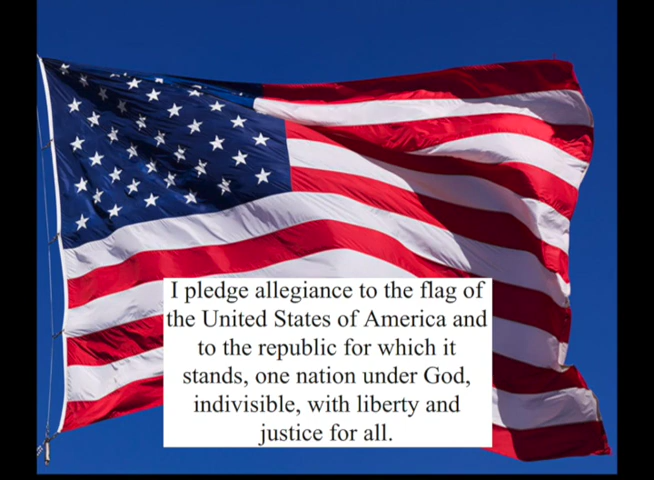 I pledge allegiance to the flag of
the United States of America and
to the republic for which it
stands, one nation under God,
indivisible, with liberty and
justice for all.